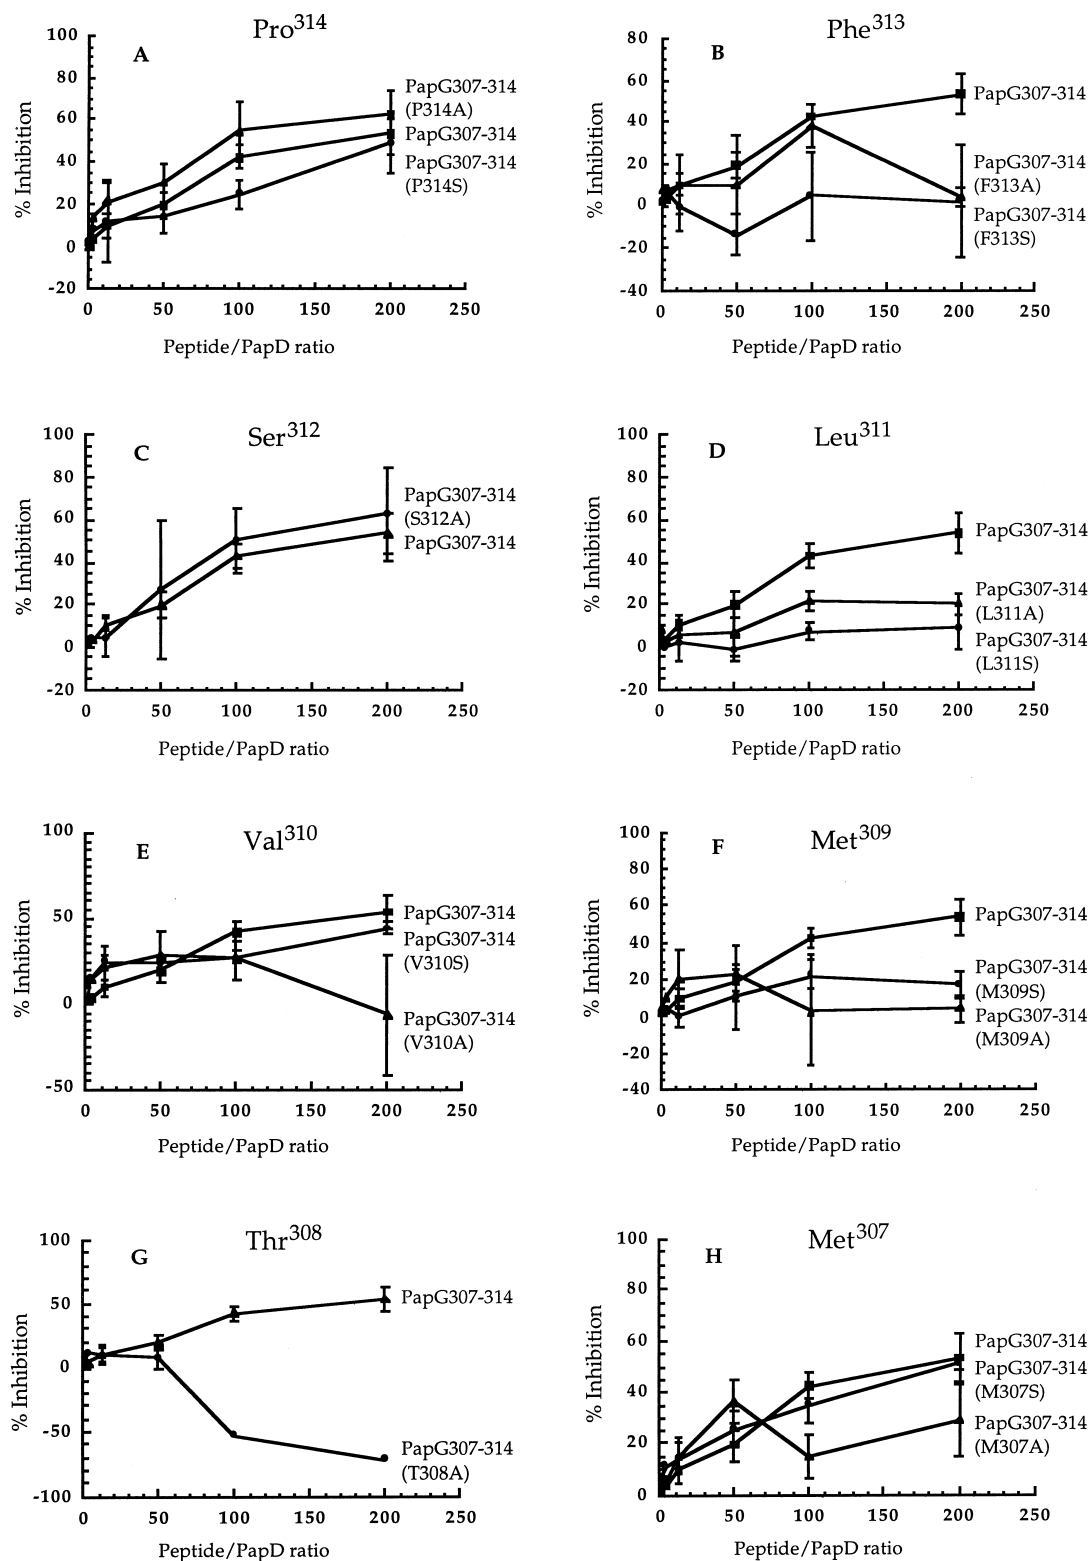 Pro314
A
100
80
60
40
20
0
-20
% Inhibition
PapG307-314
(P314A)
PapG307-314
PapG307-314
(P314S)
0 50 100 150 200 250
Peptide/PapD ratio
Phe313
B
80
60
40
20
0
-20
-40
% Inhibition
PapG307-314
PapG307-314
(F313A)
PapG307-314
(F313S)
0 50 100 150 200 250
Peptide/PapD ratio
Ser312
C
100
80
60
40
20
0
-20
% Inhibition
PapG307-314
(S312A)
PapG307-314
0 50 100 150 200 250
Peptide/PapD ratio
Leu311
D
100
80
60
40
20
0
-20
% Inhibition
PapG307-314
PapG307-314
(L311A)
PapG307-314
(L311S)
0 50 100 150 200 250
Peptide/PapD ratio
Val310
E
100
50
0
-50
% Inhibition
PapG307-314
PapG307-314
(V310S)
PapG307-314
(V310A)
0 50 100 150 200 250
Peptide/PapD ratio
Met309
F
100
80
60
40
20
0
-20
-40
% Inhibition
PapG307-314
PapG307-314
(M309S)
PapG307-314
(M309A)
0 50 100 150 200 250
Peptide/PapD ratio
Thr308
G
100
50
0
-50
-100
% Inhibition
PapG307-314
PapG307-314
(T308A)
0 50 100 150 200 250
Peptide/PapD ratio
Met307
H
100
80
60
40
20
0
% Inhibition
PapG307-314
PapG307-314
(M307S)
PapG307-314
(M307A)
0 50 100 150 200 250
Peptide/PapD ratio